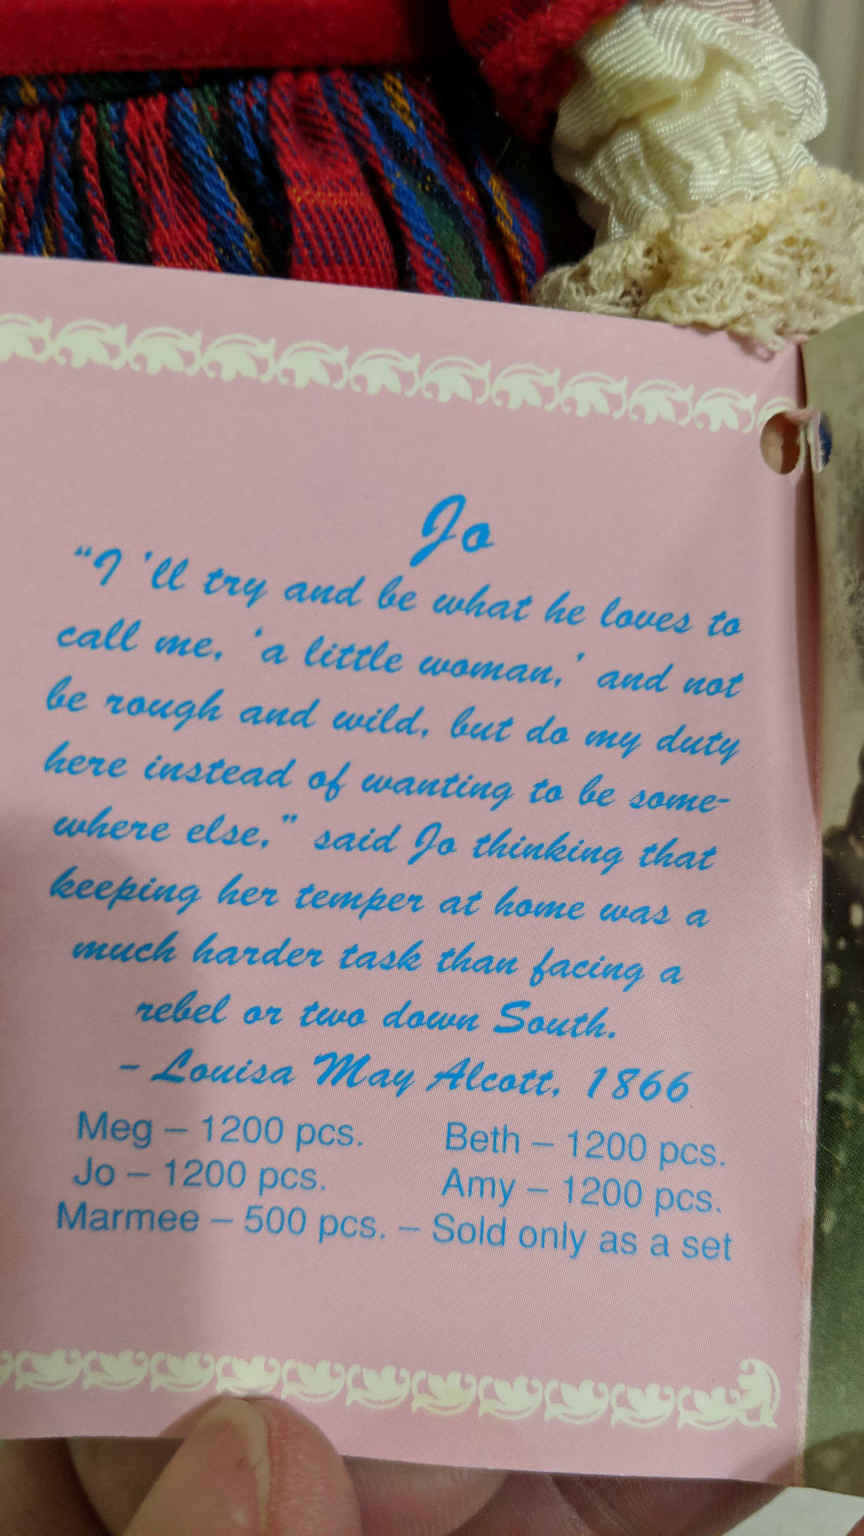 Jo
"I 'll try and be what he loves to
call me, 'a little woman,' and not
be rough and wild, but do my duty
here instead of wanting to be some-
where else," said Jo thinking that
keeping her temper at home was a
much harder task than facing a
rebel or two down South.
– Louisa May Alcott, 1866
Meg – 1200 pcs. Beth – 1200 pcs.
Jo – 1200 pcs. Amy – 1200 pcs.
Marmee – 500 pcs. – Sold only as a set